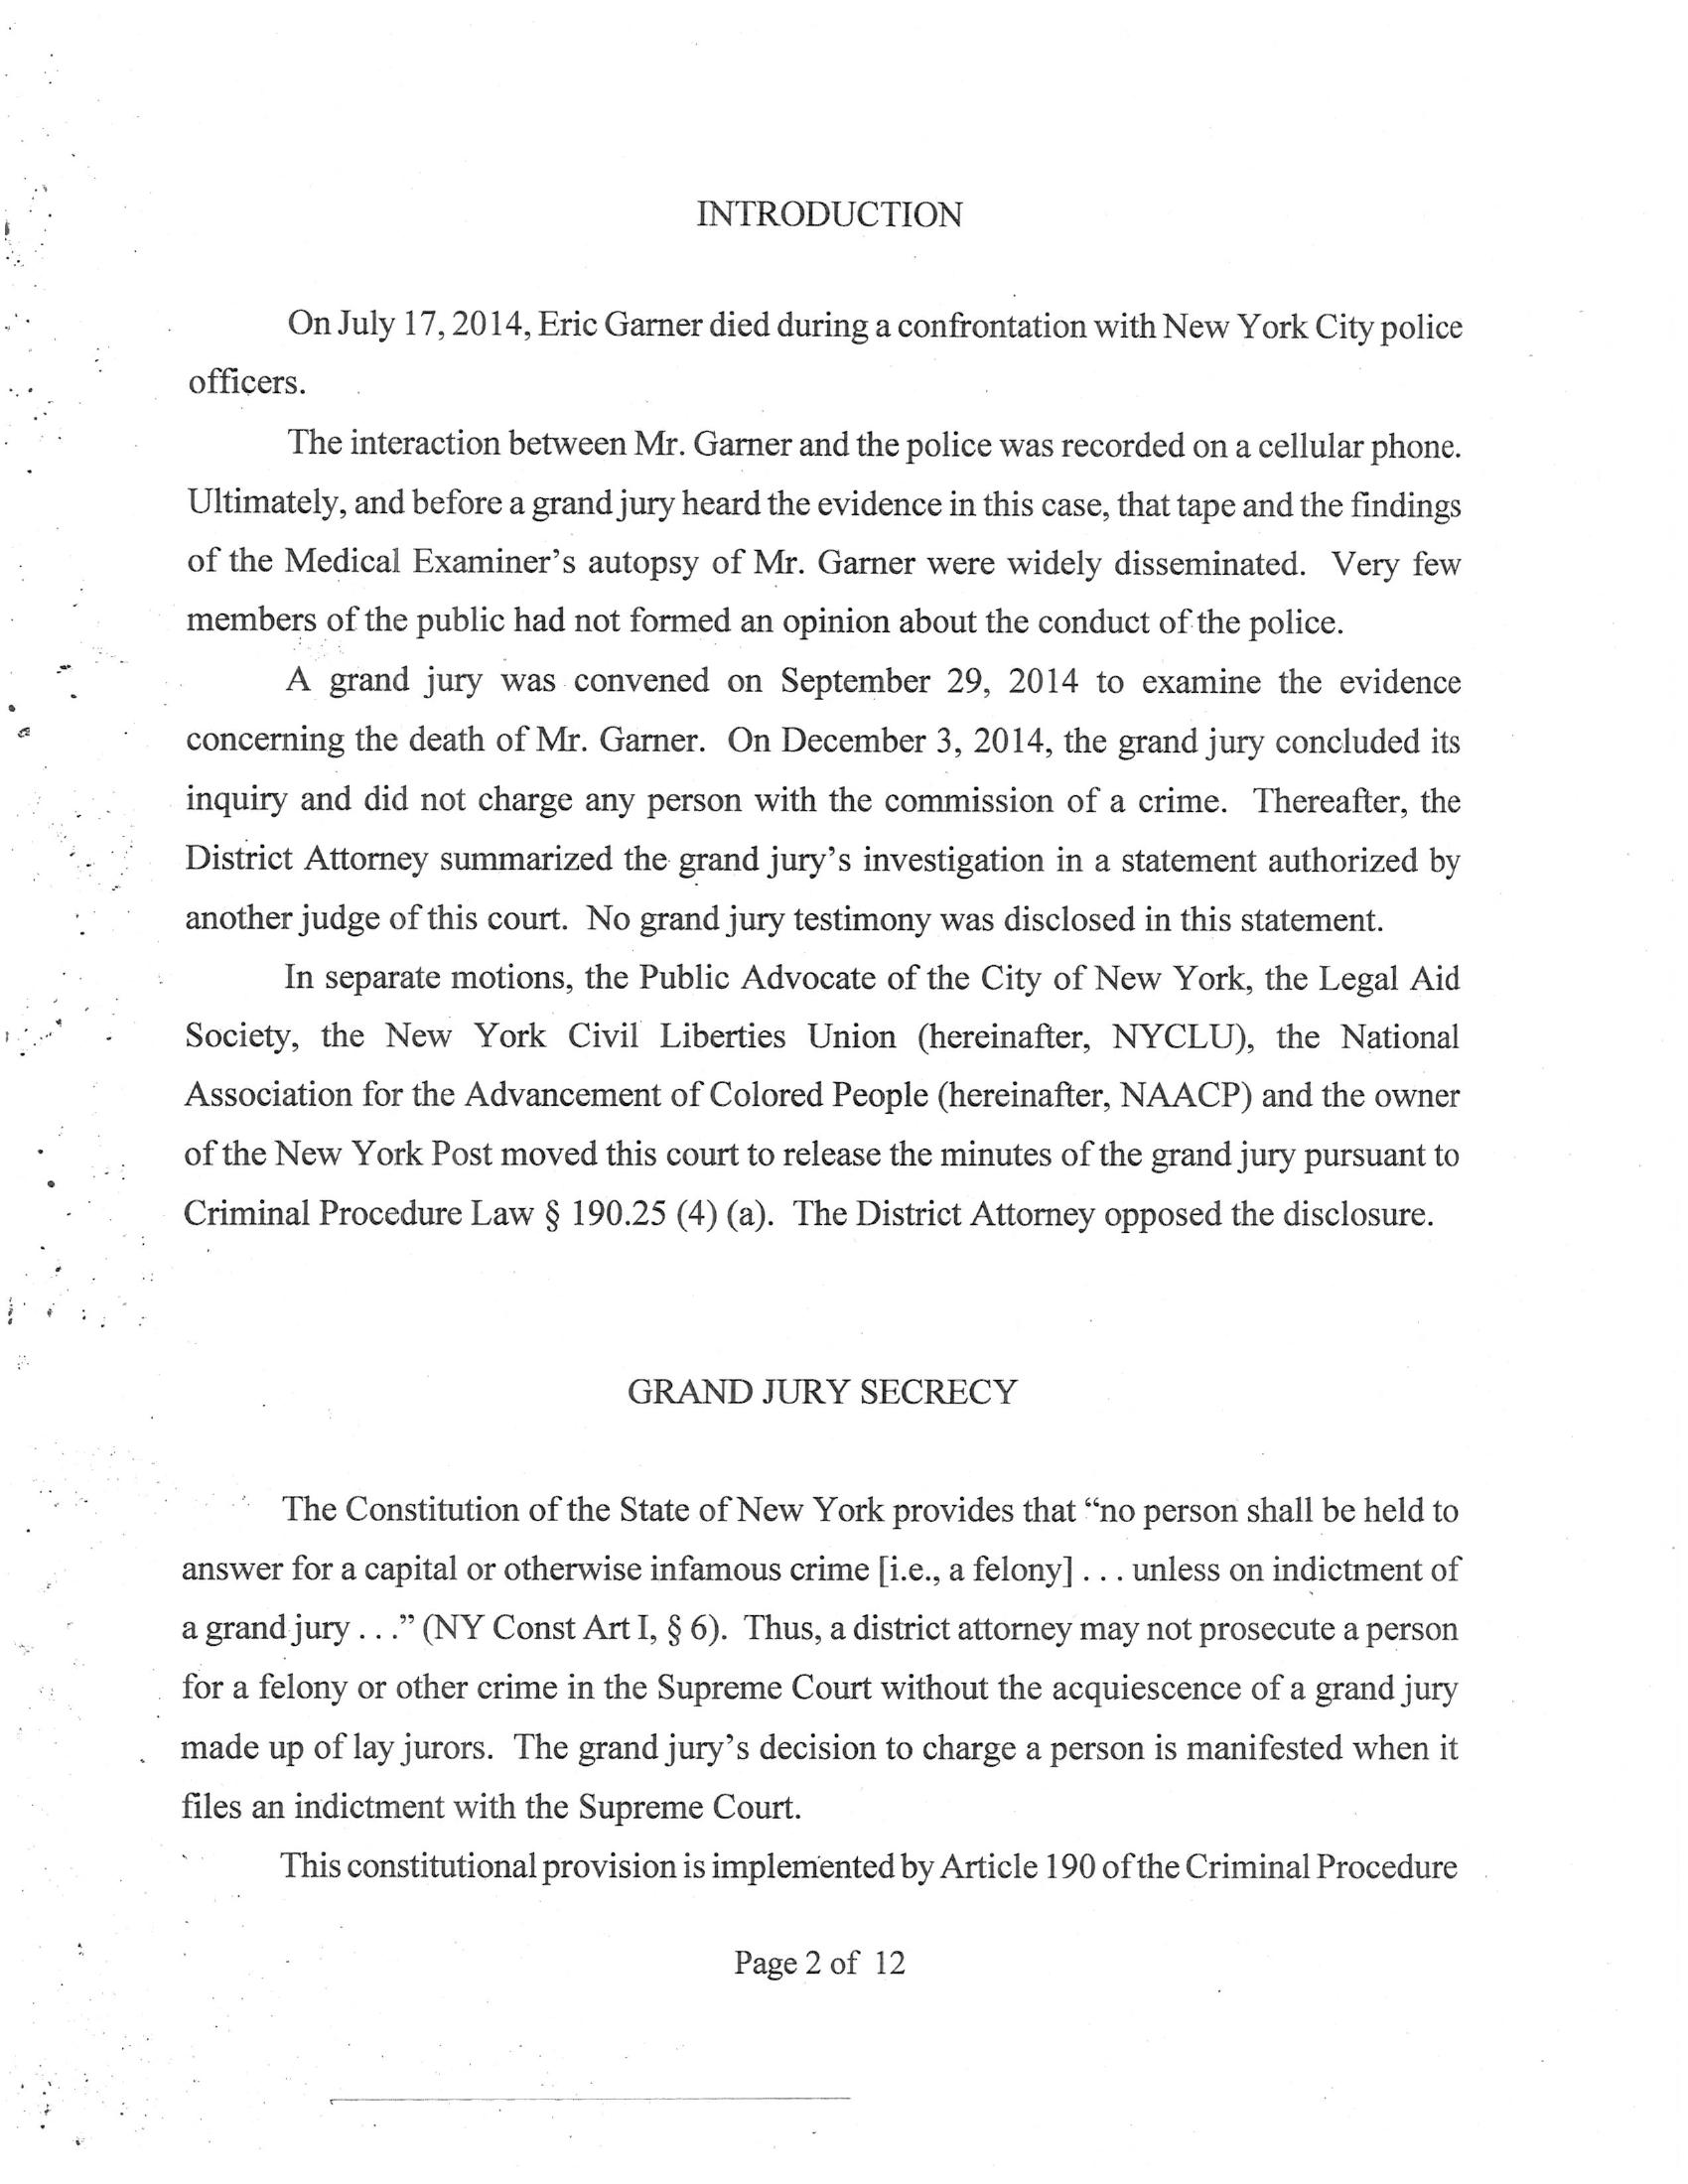 INTRODUCTION
On July 17, 2014, Eric Garner died during a confrontation with New York City police
officers.
The interaction between Mr. Garner and the police was recorded on a cellular phone.
Ultimately, and before a grand jury heard the evidence in this case, that tape and the findings
of the Medical Examiner’s autopsy of Mr. Garner were widely disseminated. Very few
members of the public had not formed an opinion about the conduct of the police.
A grand jury was convened on September 29, 2014 to examine the evidence
concerning the death of Mr. Garner. On December 3, 2014, the grand jury concluded its
inquiry and did not charge any person with the commission of a crime. Thereafter, the
District Attorney summarized the grand jury’s investigation in a statement authorized by
another judge of this court. No grand jury testimony was disclosed in this statement.
In separate motions, the Public Advocate of the City of New York, the Legal Aid
Society, the New York Civil Liberties Union (hereinafter, NYCLU), the National
Association for the Advancement of Colored People (hereinafter, NAACP) and the owner
of the New York Post moved this court to release the minutes of the grand jury pursuant to
Criminal Procedure Law § 190.25 (4) (a). The District Attorney opposed the disclosure.
GRAND JURY SECRECY
The Constitution of the State of New York provides that “no person shall be held to
answer for a capital or otherwise infamous crime [i.e., a felony] . . . unless on indictment of
a grand jury . . .” (NY Const Art I, § 6). Thus, a district attorney may not prosecute a person
for a felony or other crime in the Supreme Court without the acquiescence of a grand jury
made up of lay jurors. The grand jury’s decision to charge a person is manifested when it
files an indictment with the Supreme Court.
This constitutional provision is implemented by Article 190 of the Criminal Procedure
Page 2 of 12